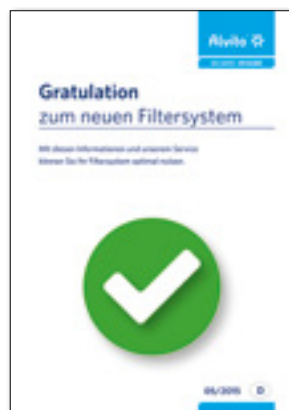 Alvito
Gratulation
zum neuen Filtersystem
Mit diesen Informationen und unserem Service
können Sie Ihr Filtersystem optimal nutzen.
05/2015 D